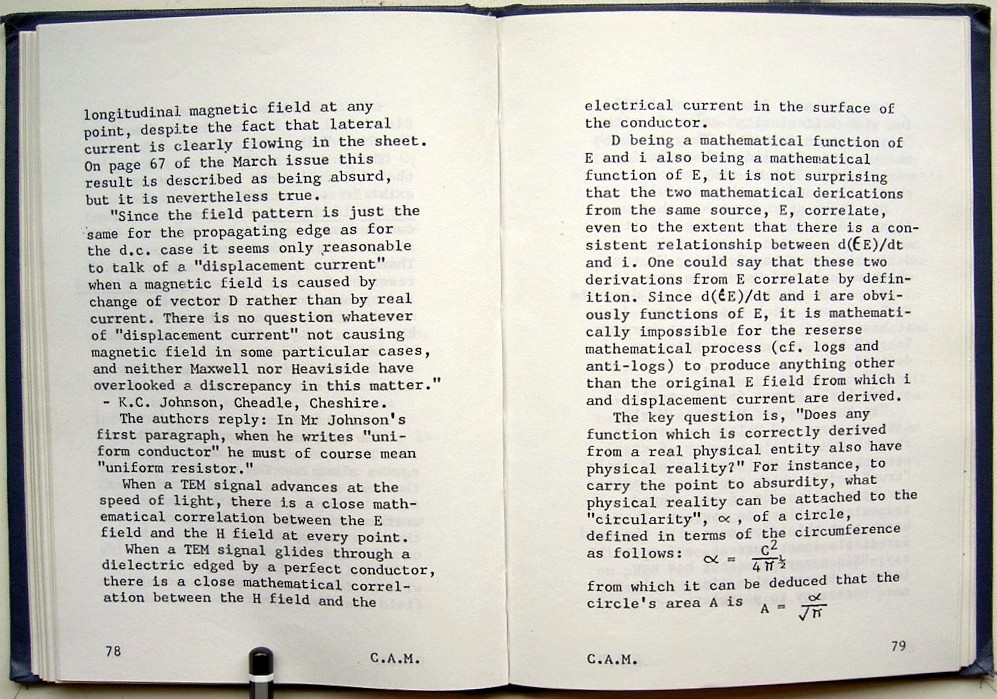 longitudinal magnetic field at any
point, despite the fact that lateral
current is clearly flowing in the sheet.
On page 67 of the March issue this
result is described as being absurd,
but it is nevertheless true.
"Since the field pattern is just the
same for the propagating edge as for
the d.c. case it seems only reasonable
to talk of a "displacement current"
when a magnetic field is caused by
change of vector D rather than by real
current. There is no question whatever
of "displacement current" not causing
magnetic field in some particular cases,
and neither Maxwell nor Heaviside have
overlooked a discrepancy in this matter."
- K.C. Johnson, Cheadle, Cheshire.
The authors reply: In Mr Johnson's
first paragraph, when he writes "uni-
form conductor" he must of course mean
"uniform resistor."
When a TEM signal advances at the
speed of light, there is a close math-
ematical correlation between the E
field and the H field at every point.
When a TEM signal glides through a
dielectric edged by a perfect conductor,
there is a close mathematical correl-
ation between the H field and the
78
C.A.M.
electrical current in the surface of
the conductor.
D being a mathematical function of
E and i also being a mathematical
function of E, it is not surprising
that the two mathematical derications
from the same source, E, correlate,
even to the extent that there is a con-
sistent relationship between d(ϵE)/dt
and i. One could say that these two
derivations from E correlate by defin-
ition. Since d(ϵE)/dt and i are obvi-
ously functions of E, it is mathemati-
cally impossible for the reserse
mathematical process (cf. logs and
anti-logs) to produce anything other
than the original E field from which i
and displacement current are derived.
The key question is, "Does any
function which is correctly derived
from a real physical entity also have
physical reality?" For instance, to
carry the point to absurdity, what
physical reality can be attached to the
"circularity", ∝, of a circle,
defined in terms of the circumference
as follows: ∝ = C²/4π½
from which it can be deduced that the
circle's area A is A = ∝/√π
79
C.A.M.